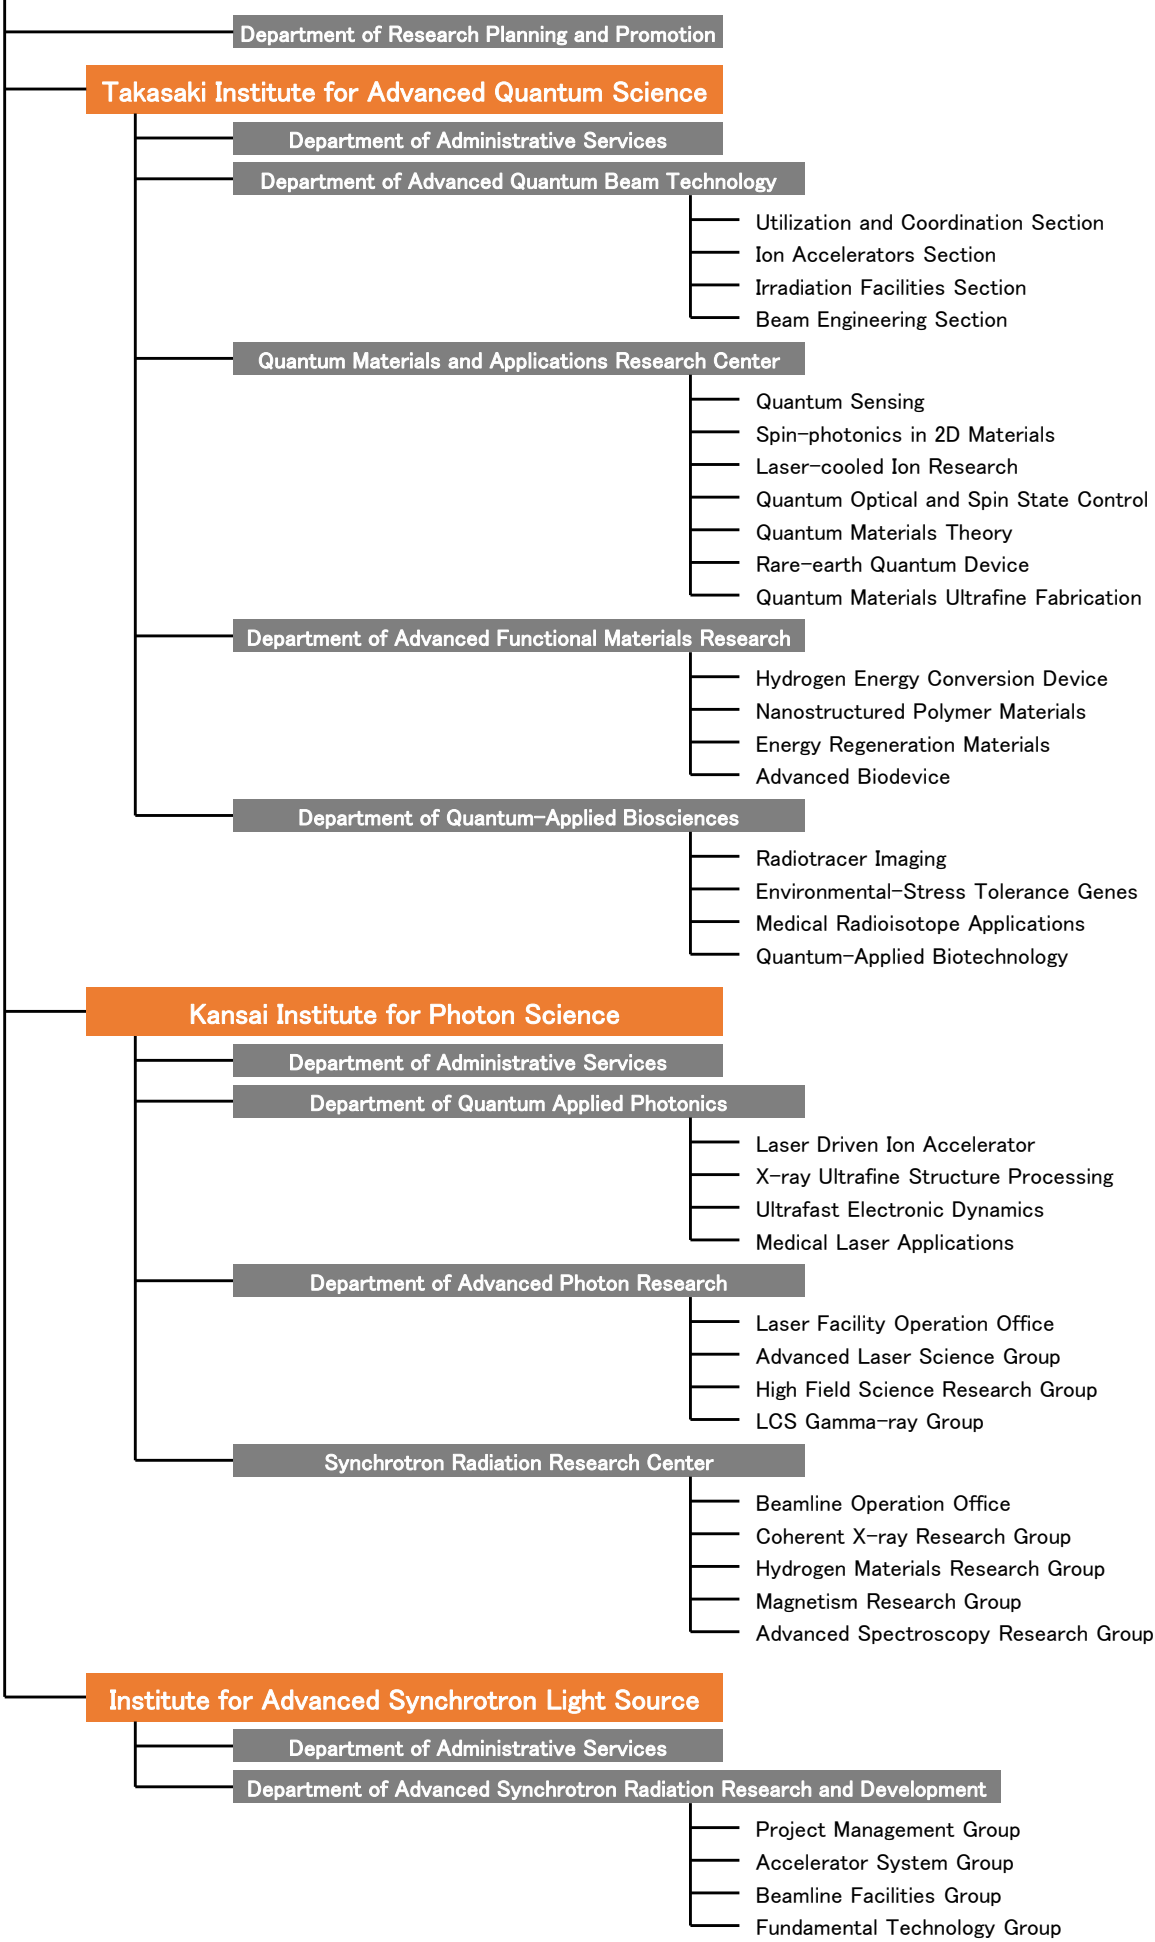 Department of Research Planning and Promotion
Takasaki Institute for Advanced Quantum Science
Department of Administrative Services
Department of Advanced Quantum Beam Technology
Utilization and Coordination Section
Ion Accelerators Section
Irradiation Facilities Section
Beam Engineering Section
Quantum Materials and Applications Research Center
Quantum Sensing
Spin-photonics in 2D Materials
Laser-cooled Ion Research
Quantum Optical and Spin State Control
Quantum Materials Theory
Rare-earth Quantum Device
Quantum Materials Ultrafine Fabrication
Department of Advanced Functional Materials Research
Hydrogen Energy Conversion Device
Nanostructured Polymer Materials
Energy Regeneration Materials
Advanced Biodevice
Department of Quantum-Applied Biosciences
Radiotracer Imaging
Environmental-Stress Tolerance Genes
Medical Radioisotope Applications
Quantum-Applied Biotechnology
Kansai Institute for Photon Science
Department of Administrative Services
Department of Quantum Applied Photonics
Laser Driven Ion Accelerator
X-ray Ultrafine Structure Processing
Ultrafast Electronic Dynamics
Medical Laser Applications
Department of Advanced Photon Research
Laser Facility Operation Office
Advanced Laser Science Group
High Field Science Research Group
LCS Gamma-ray Group
Synchrotron Radiation Research Center
Beamline Operation Office
Coherent X-ray Research Group
Hydrogen Materials Research Group
Magnetism Research Group
Advanced Spectroscopy Research Group
Institute for Advanced Synchrotron Light Source
Department of Administrative Services
Department of Advanced Synchrotron Radiation Research and Development
Project Management Group
Accelerator System Group
Beamline Facilities Group
Fundamental Technology Group